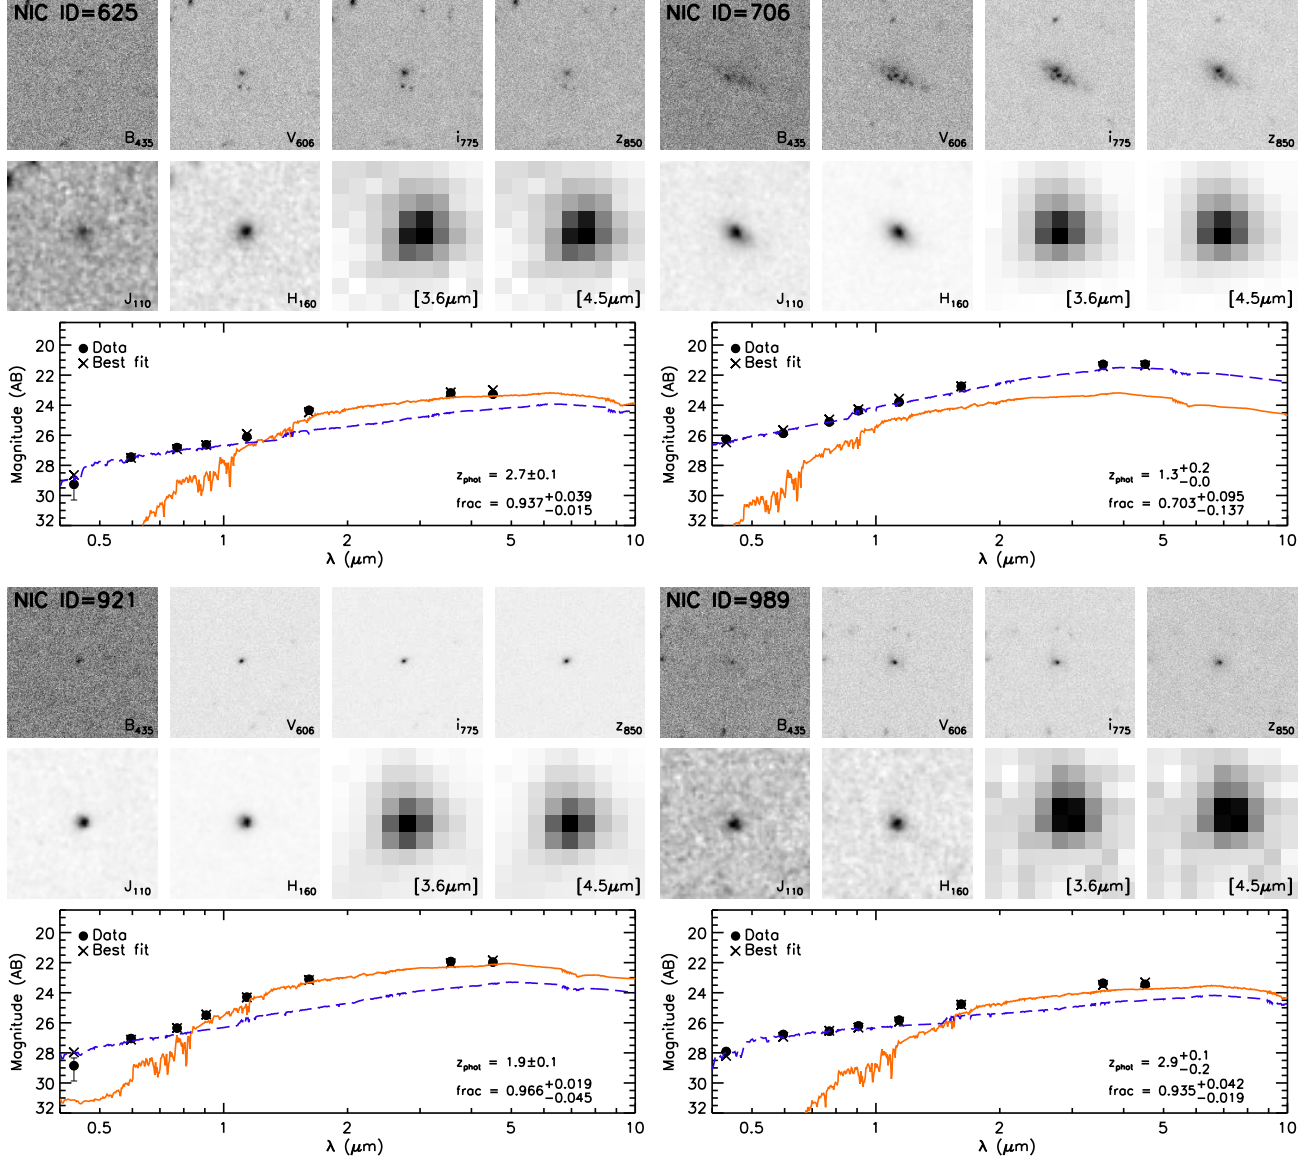 NIC ID=625
B435
V606
i775
z850
J110
H160
[3.6μm]
[4.5μm]
NIC ID=706
B435
V606
i775
z850
J110
H160
[3.6μm]
[4.5μm]
Magnitude (AB)
20
22
24
26
28
30
32
● Data
× Best fit
zphot = 2.7±0.1
frac = 0.937+0.039−0.015
0.5 1 2 5 10
λ (μm)
Magnitude (AB)
20
22
24
26
28
30
32
● Data
× Best fit
zphot = 1.3+0.2−0.0
frac = 0.703+0.095−0.137
0.5 1 2 5 10
λ (μm)
NIC ID=921
B435
V606
i775
z850
J110
H160
[3.6μm]
[4.5μm]
NIC ID=989
B435
V606
i775
z850
J110
H160
[3.6μm]
[4.5μm]
Magnitude (AB)
20
22
24
26
28
30
32
● Data
× Best fit
zphot = 1.9±0.1
frac = 0.966+0.019−0.045
0.5 1 2 5 10
λ (μm)
Magnitude (AB)
20
22
24
26
28
30
32
● Data
× Best fit
zphot = 2.9+0.1−0.2
frac = 0.935+0.042−0.019
0.5 1 2 5 10
λ (μm)